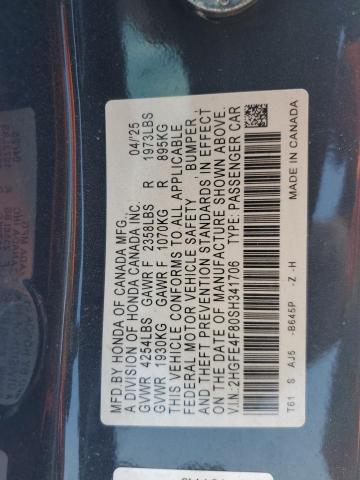 MFD BY HONDA OF CANADA MFG., 04/'25
A DIVISION OF HONDA CANADA INC.
GVWR 4254LBS GAWR F 2358LBS R 1973LBS
GVWR 1930KG GAWR F 1070KG R 895KG
THIS VEHICLE CONFORMS TO ALL APPLICABLE
FEDERAL MOTOR VEHICLE SAFETY, BUMPER,
AND THEFT PREVENTION STANDARDS IN EFFECT
ON THE DATE OF MANUFACTURE SHOWN ABOVE.
V.I.N.:2HGFE4F80SH341706 TYPE:PASSENGER CAR
T61 S AJ5 -B645P -Z -H MADE IN CANADA